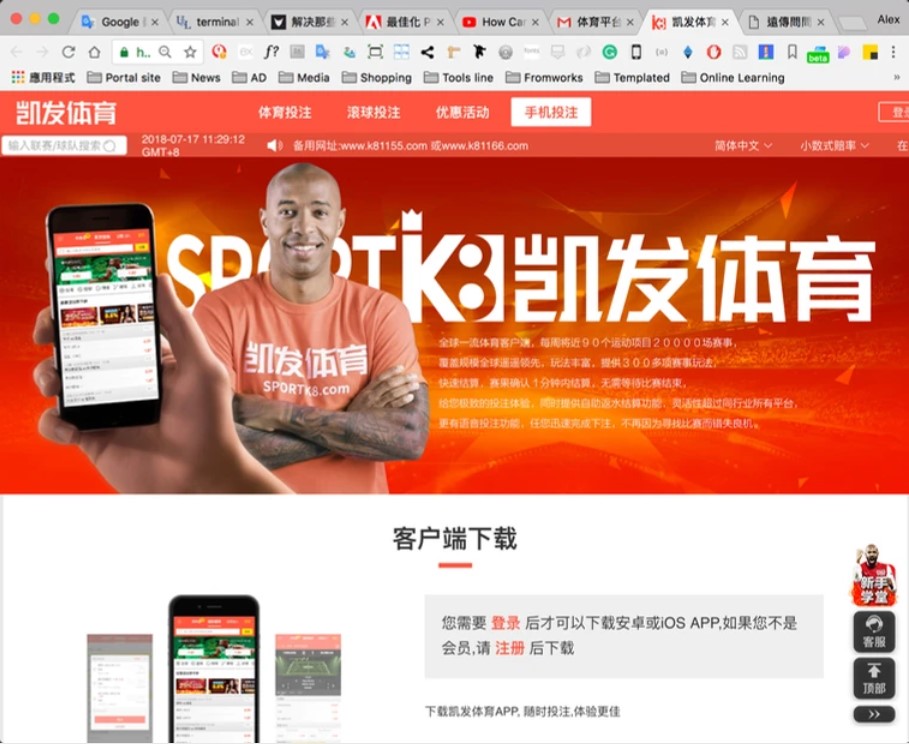 Google
terminal
解决那些
最佳化 P
How Car
体育平台
凯发体育
遠傳問問
Alex
h..
f?
beta
應用程式
Portal site
News
AD
Media
Shopping
Tools line
Fromworks
Templated
Online Learning
»
凯发体育
体育投注
滚球投注
优惠活动
手机投注
输入联赛/球队搜索
2018-07-17 11:29:12
GMT+8
备用网址:www.k81155.com 或www.k81166.com
简体中文
小数式赔率
在
SPORTK8凯发体育
凯发体育
SPORTK8.com
全球一流体育客户端，每周将近９０个运动项目２００００场赛事，
覆盖规模全球遥遥领先，玩法丰富，提供３００多项赛事玩法，
快速结算，赛果确认１分钟内结算，无需等待比赛结束，
给您极致的投注体验，同时提供自动返水结算功能，灵活性超过同行业所有平台，
更有语音投注功能，任您迅速完成下注，不再因为寻找比赛而错失良机。
客户端下载
您需要 登录 后才可以下载安卓或iOS APP,如果您不是
会员,请 注册 后下载
下载凯发体育APP, 随时投注,体验更佳
新手
学堂
客服
顶部